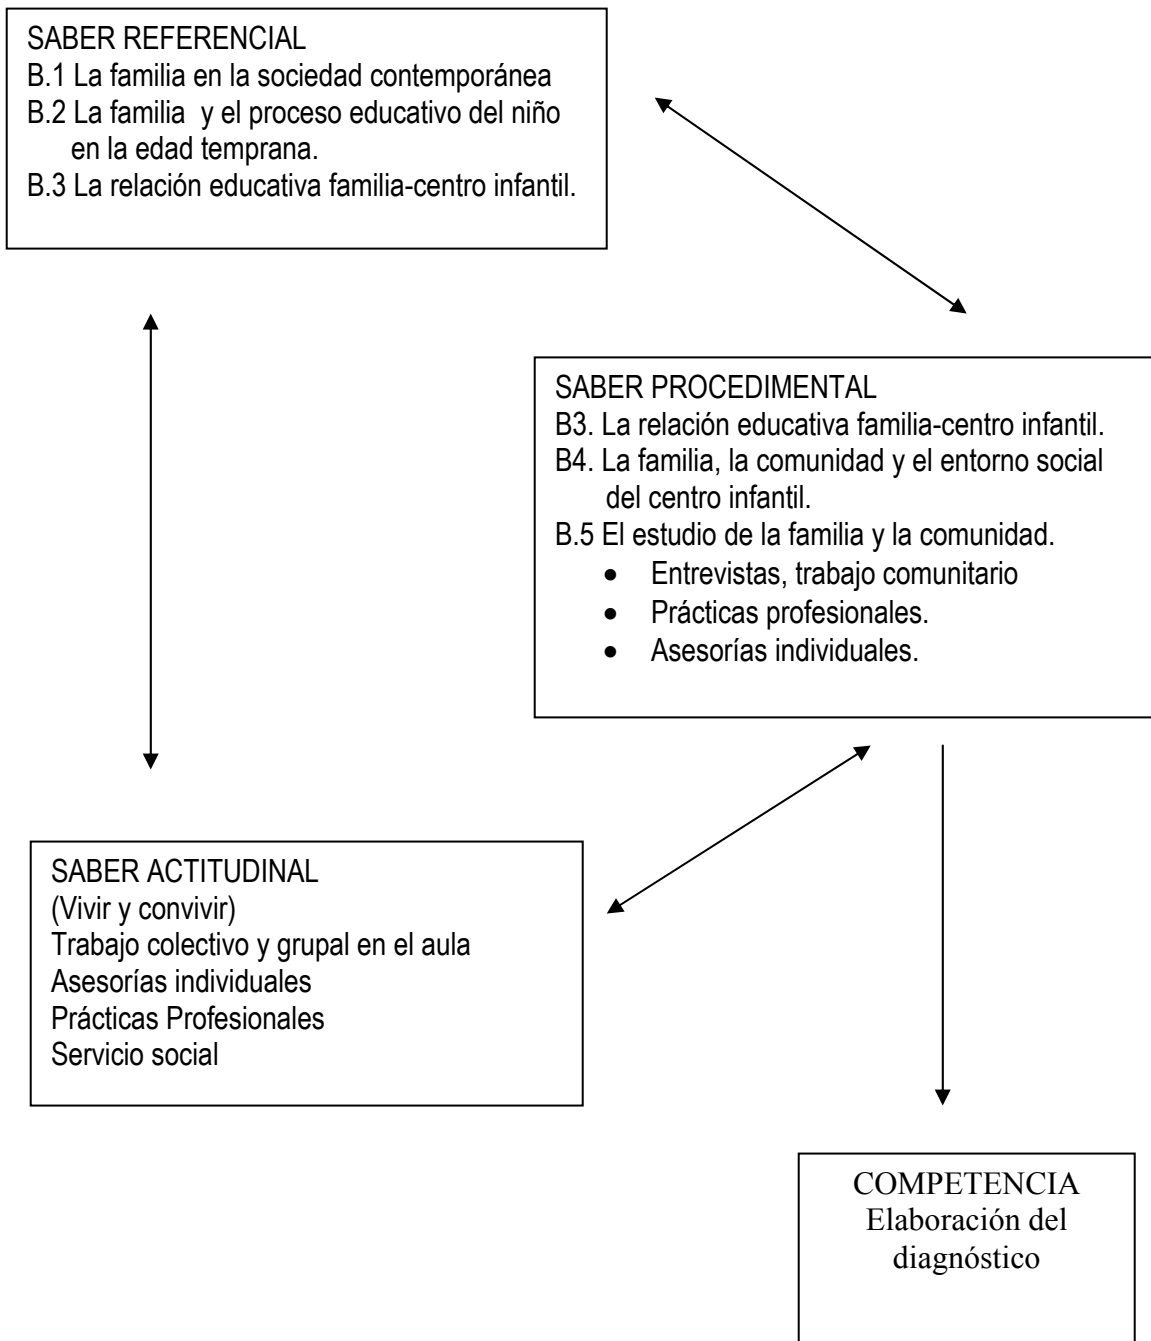 SABER REFERENCIAL
B.1 La familia en la sociedad contemporánea
B.2 La familia y el proceso educativo del niño
en la edad temprana.
B.3 La relación educativa familia-centro infantil.
SABER PROCEDIMENTAL
B3. La relación educativa familia-centro infantil.
B4. La familia, la comunidad y el entorno social
del centro infantil.
B.5 El estudio de la familia y la comunidad.
• Entrevistas, trabajo comunitario
• Prácticas profesionales.
• Asesorías individuales.
SABER ACTITUDINAL
(Vivir y convivir)
Trabajo colectivo y grupal en el aula
Asesorías individuales
Prácticas Profesionales
Servicio social
COMPETENCIA
Elaboración del
diagnóstico